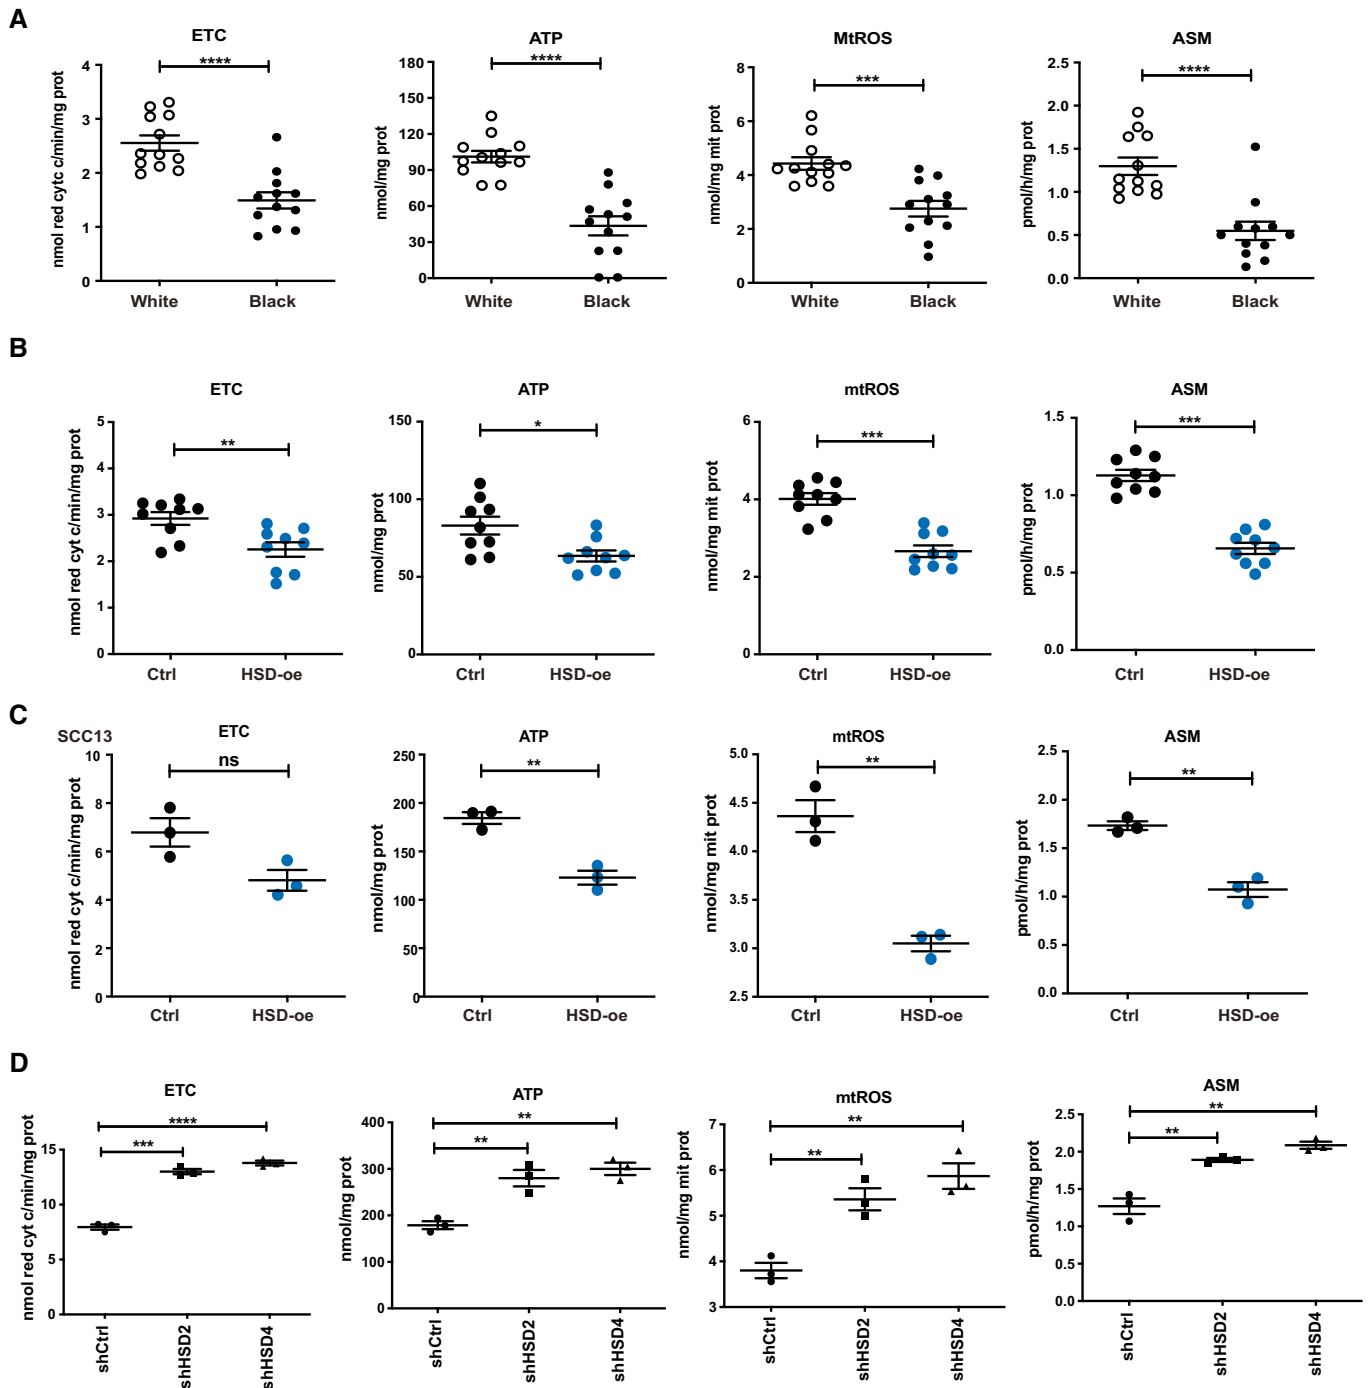 A
ETC
nmol red cytc c/min/mg prot
4
3
2
1
0
****
White
Black
ATP
nmol/mg prot
180
150
120
90
60
30
0
****
White
Black
MtROS
nmol/mg mit prot
8
6
4
2
0
***
White
Black
ASM
pmol/h/mg prot
2.5
2.0
1.5
1.0
0.5
0.0
****
White
Black
B
ETC
nmol red cyt c/min/mg prot
5
4
3
2
1
0
**
Ctrl
HSD-oe
ATP
nmol/mg prot
150
100
50
0
*
Ctrl
HSD-oe
mtROS
nmol/mg mit prot
6
4
2
0
***
Ctrl
HSD-oe
ASM
pmol/h/mg prot
1.5
1.0
0.5
0.0
***
Ctrl
HSD-oe
C
SCC13
ETC
nmol red cyt c/min/mg prot
10
8
6
4
2
0
ns
Ctrl
HSD-oe
ATP
nmol/mg prot
250
200
150
100
50
0
**
Ctrl
HSD-oe
mtROS
nmol/mg mit prot
5.0
4.5
4.0
3.5
3.0
2.5
**
Ctrl
HSD-oe
ASM
pmol/h/mg prot
2.5
2.0
1.5
1.0
0.5
0.0
**
Ctrl
HSD-oe
D
ETC
nmol red cyt c/min/mg prot
15
10
5
0
****
***
shCtrl
shHSD2
shHSD4
ATP
nmol/mg prot
400
300
200
100
0
**
**
shCtrl
shHSD2
shHSD4
mtROS
nmol/mg mit prot
7
6
5
4
3
**
**
shCtrl
shHSD2
shHSD4
ASM
pmol/h/mg prot
2.5
2.0
1.5
1.0
0.5
0.0
**
**
shCtrl
shHSD2
shHSD4